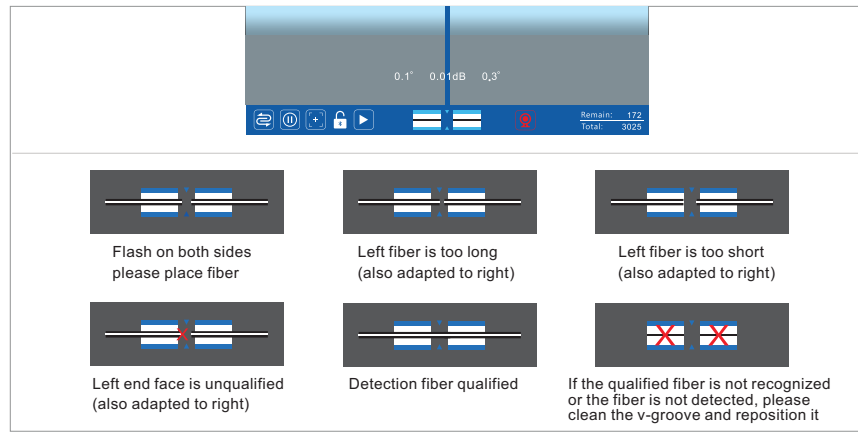 0.1° 0.01dB 0.3°
Remain: 172
Total: 3025
Flash on both sides
please place fiber
Left fiber is too long
(also adapted to right)
Left fiber is too short
(also adapted to right)
Left end face is unqualified
(also adapted to right)
Detection fiber qualified
If the qualified fiber is not recognized
or the fiber is not detected, please
clean the v-groove and reposition it